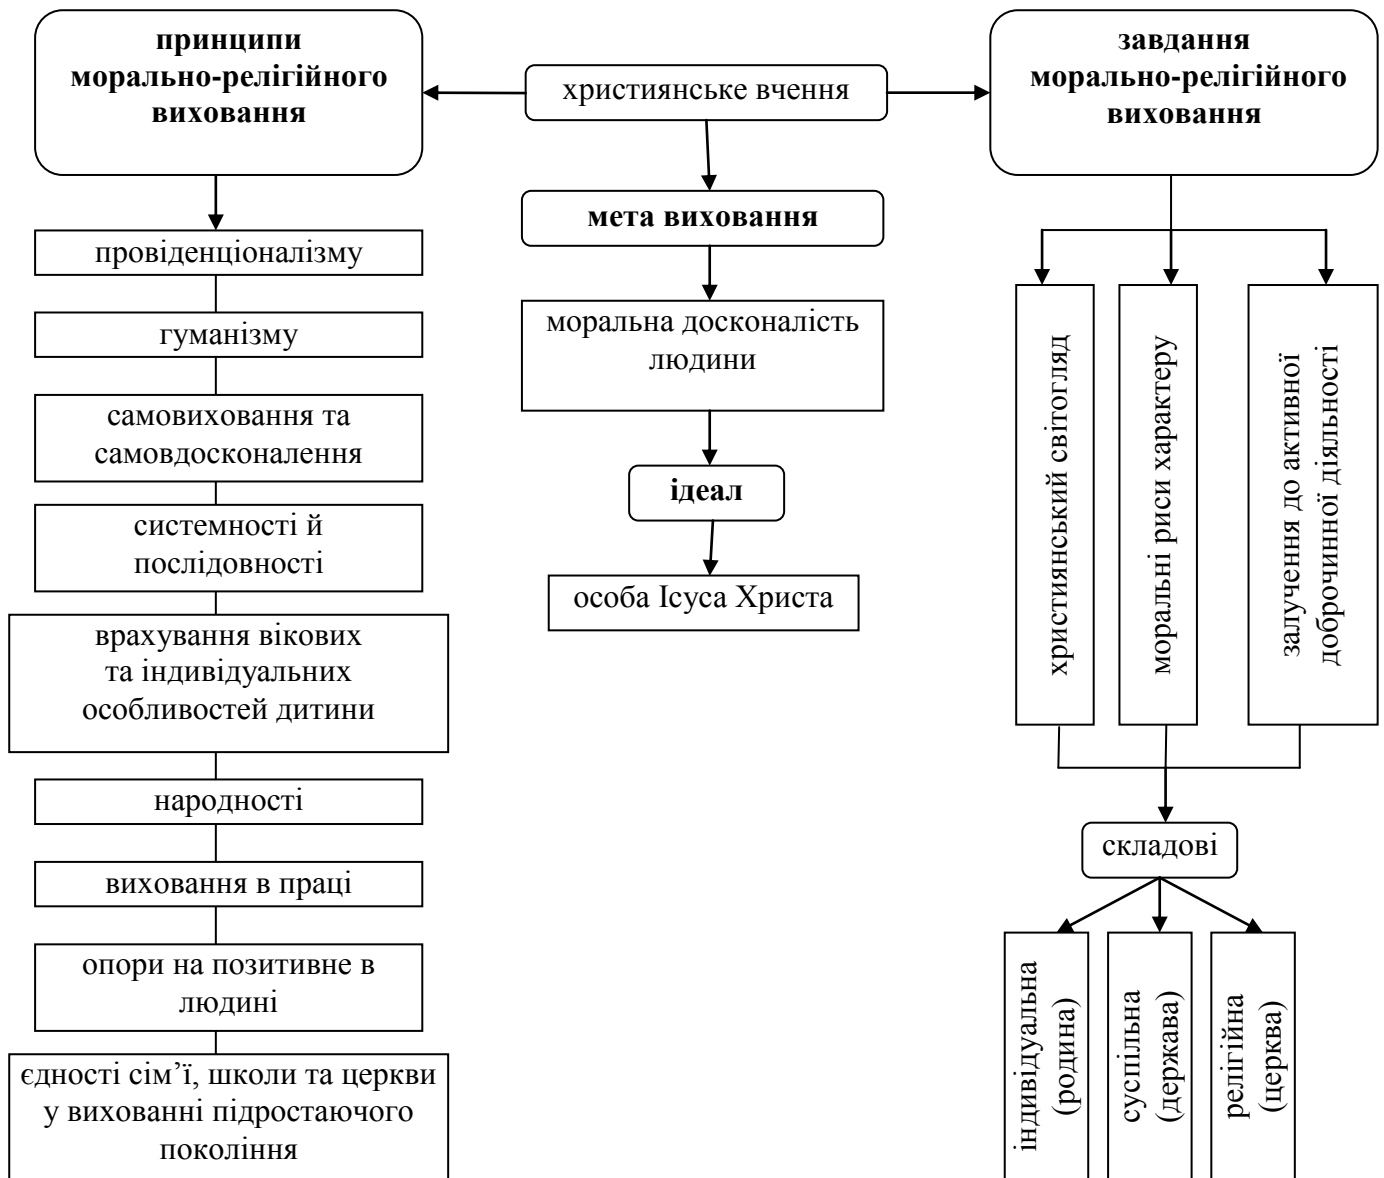 принципи
морально-релігійного
виховання
провіденціоналізму
гуманізму
самовиховання та
самовдосконалення
системності й
послідовності
врахування вікових
та індивідуальних
особливостей дитини
народності
виховання в праці
опори на позитивне в
людині
єдності сім’ї, школи та церкви
у вихованні підростаючого
покоління
християнське вчення
мета виховання
моральна досконалість
людини
ідеал
особа Ісуса Христа
завдання
морально-релігійного
виховання
християнський світогляд
моральні риси характеру
залучення до активної
доброчинної діяльності
складові
індивідуальна
(родина)
суспільна
(держава)
релігійна
(церква)